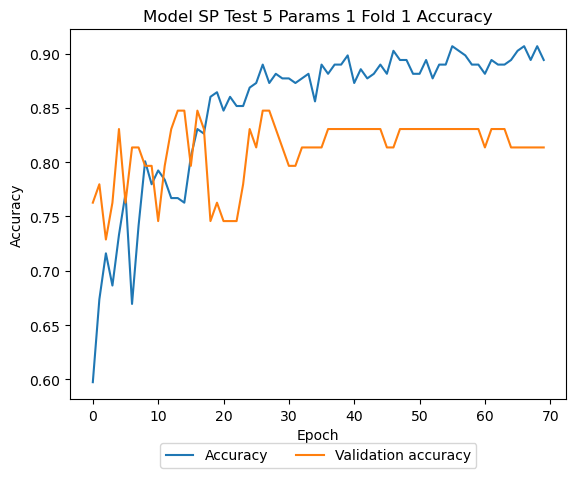 Model SP Test 5 Params 1 Fold 1 Accuracy
0.90
0.85
0.80
0.75
0.70
0.65
0.60
Accuracy
0 10 20 30 40 50 60 70
Epoch
Accuracy Validation accuracy